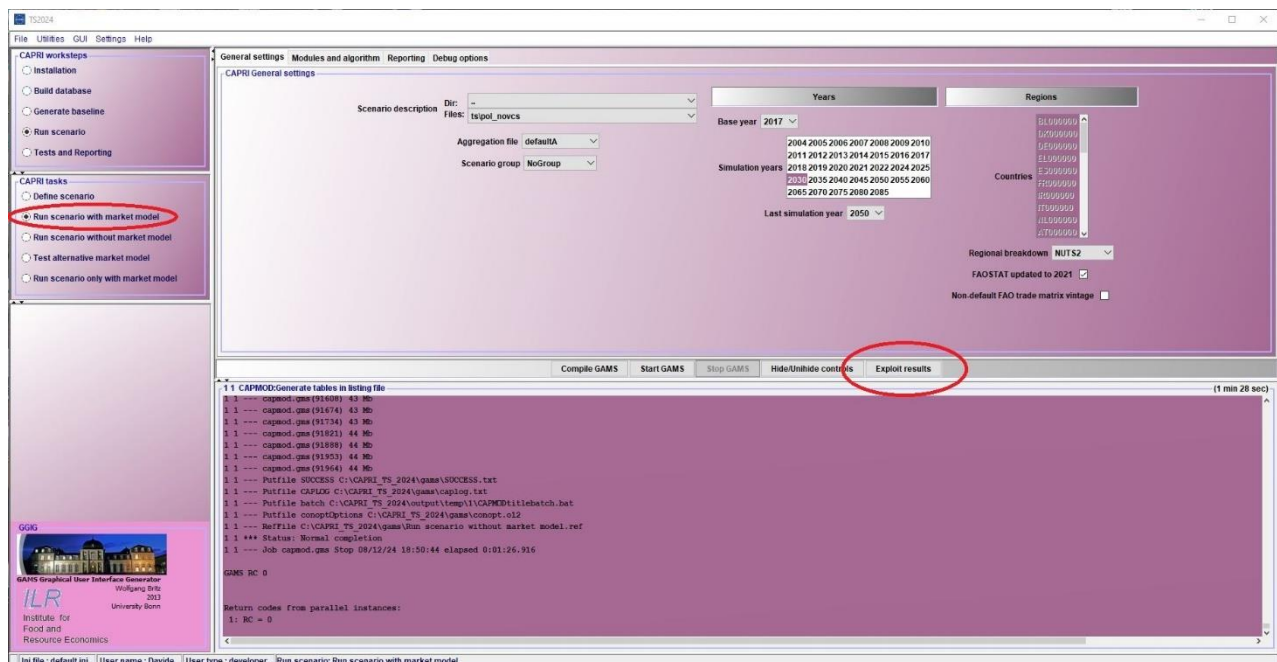 TS2024
File Utilities GUI Settings Help
CAPRI worksteps
Installation
Build database
Generate baseline
Run scenario
Tests and Reporting
CAPRI tasks
Define scenario
Run scenario with market model
Run scenario without market model
Test alternative market model
Run scenario only with market model
GGIG
GAMS Graphical User Interface Generator
Wolfgang Britz
2013
University Bonn
ILR
Institute for
Food and
Resource Economics
General settings Modules and algorithm Reporting Debug options
CAPRI General settings
Scenario description
Dir: -
Files: ts\pol_novcs
Aggregation file defaultA
Scenario group NoGroup
Years
Base year 2017
Simulation years
2004 2005 2006 2007 2008 2009 2010
2011 2012 2013 2014 2015 2016 2017
2018 2019 2020 2021 2022 2024 2025
2030 2035 2040 2045 2050 2055 2060
2065 2070 2075 2080 2085
Last simulation year 2050
Regions
Countries
BL000000
DK000000
DE000000
EL000000
ES000000
FR000000
IR000000
IT000000
NL000000
AT000000
Regional breakdown NUTS2
FAOSTAT updated to 2021
Non-default FAO trade matrix vintage
Compile GAMS Start GAMS Stop GAMS Hide/Unihide controls Exploit results
1 1 CAPMOD:Generate tables in listing file (1 min 28 sec)
1 1 --- capmod.gms(91608) 43 Mb
1 1 --- capmod.gms(91674) 43 Mb
1 1 --- capmod.gms(91734) 43 Mb
1 1 --- capmod.gms(91821) 44 Mb
1 1 --- capmod.gms(91888) 44 Mb
1 1 --- capmod.gms(91953) 44 Mb
1 1 --- capmod.gms(91964) 44 Mb
1 1 --- Putfile SUCCESS C:\CAPRI_TS_2024\gams\SUCCESS.txt
1 1 --- Putfile CAPLOG C:\CAPRI_TS_2024\gams\caplog.txt
1 1 --- Putfile batch C:\CAPRI_TS_2024\output\temp\1\CAPMODtitlebatch.bat
1 1 --- Putfile conoptOptions C:\CAPRI_TS_2024\gams\conopt.o12
1 1 --- RefFile C:\CAPRI_TS_2024\gams\Run scenario without market model.ref
1 1 *** Status: Normal completion
1 1 --- Job capmod.gms Stop 08/12/24 18:50:44 elapsed 0:01:26.916
GAMS RC 0
Return codes from parallel instances:
1: RC = 0
Ini file : default.ini User name : Davide User type : developer Run scenario: Run scenario with market model